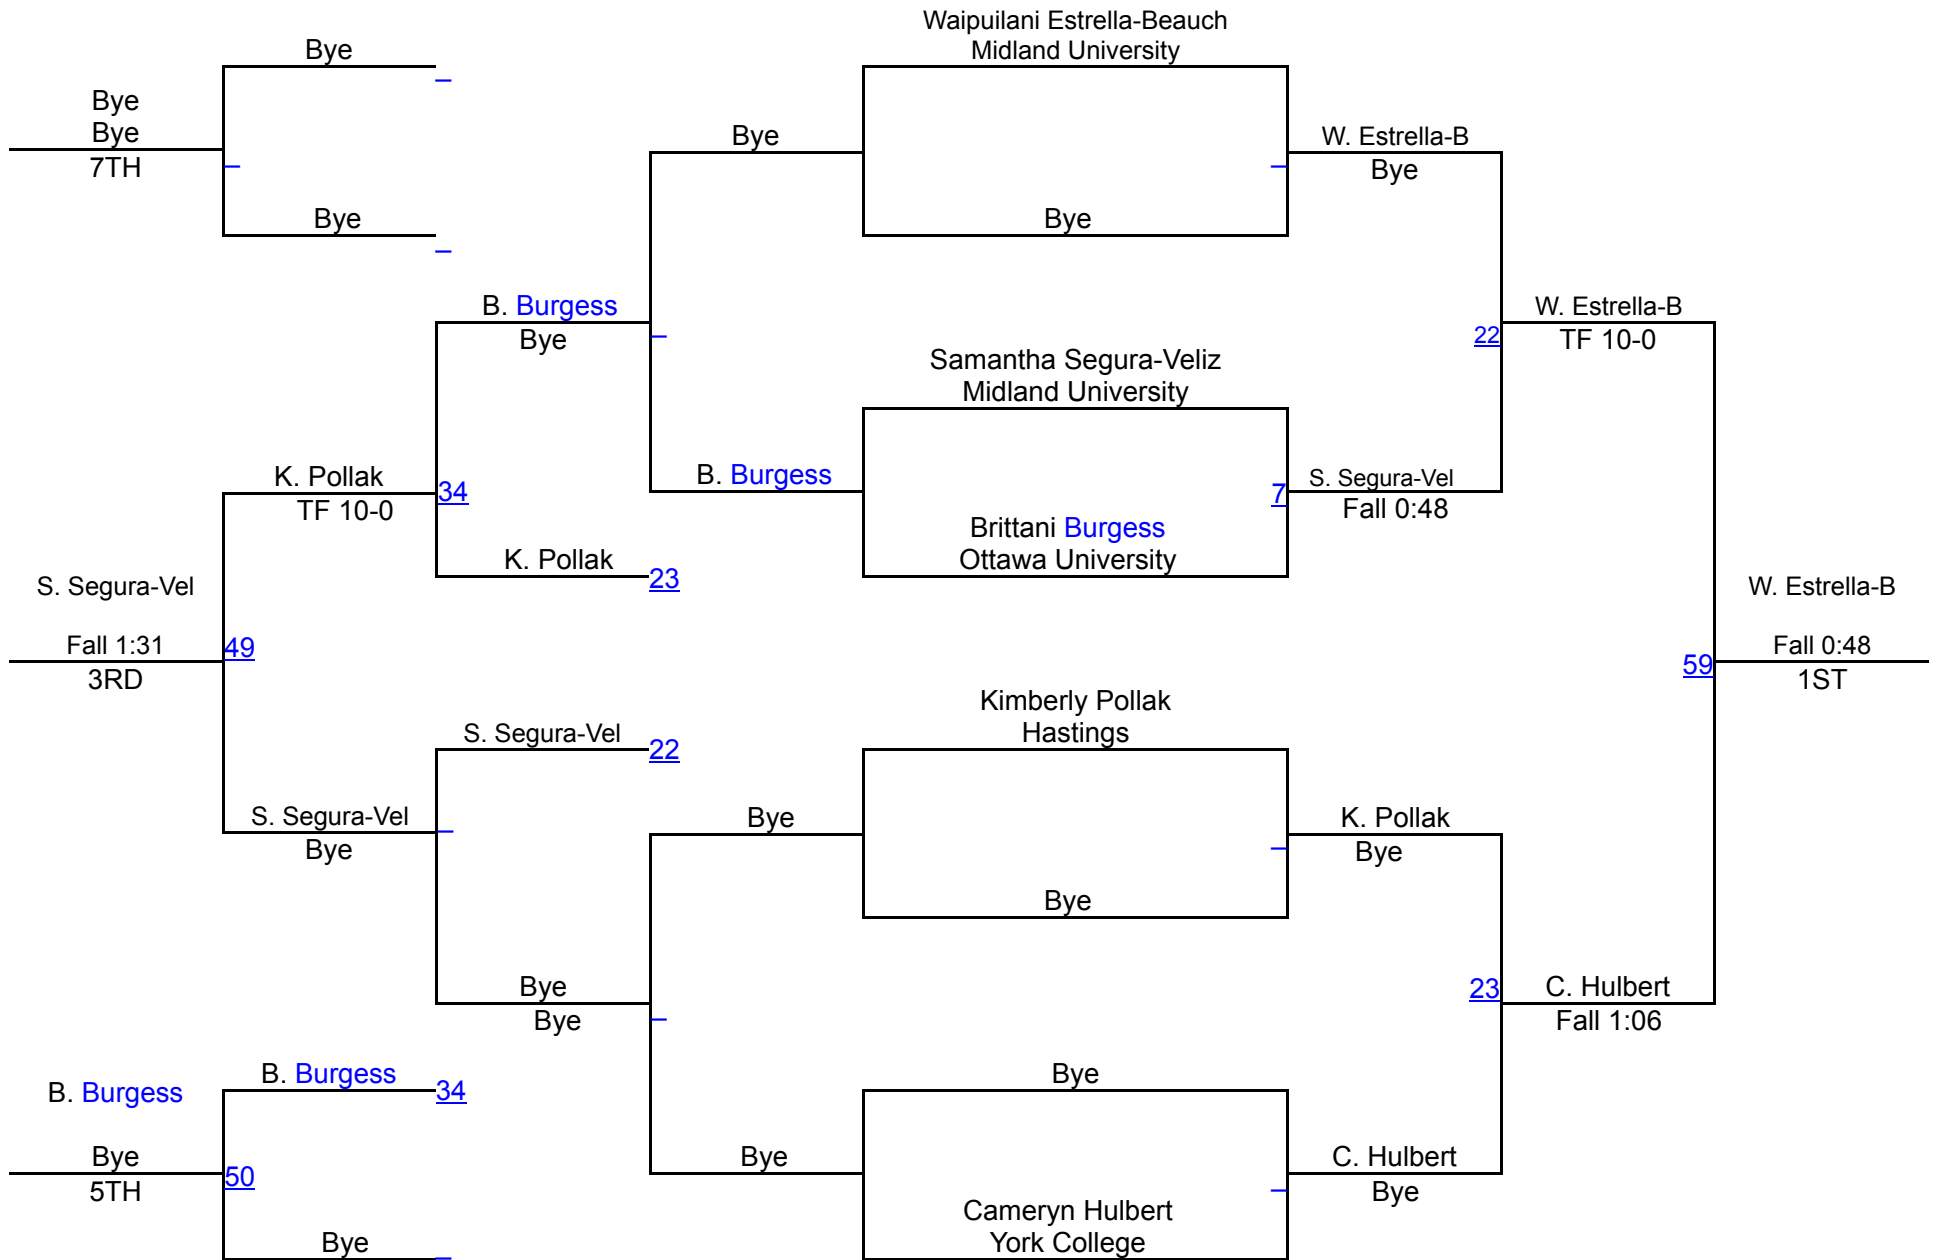 Waipuilani Estrella-Beauch
Midland University
Bye
Bye
Bye
7TH
Bye
W. Estrella-B
Bye
Bye
Bye
B. Burgess
Bye
W. Estrella-B
22 TF 10-0
Samantha Segura-Veliz
Midland University
K. Pollak
TF 10-0
34
B. Burgess
7
S. Segura-Vel
Fall 0:48
Brittani Burgess
Ottawa University
K. Pollak
23
S. Segura-Vel
Fall 1:31
49
3RD
W. Estrella-B
Fall 0:48
59
1ST
Kimberly Pollak
Hastings
S. Segura-Vel
22
S. Segura-Vel
Bye
Bye
K. Pollak
Bye
Bye
Bye
Bye
23
C. Hulbert
Fall 1:06
B. Burgess
B. Burgess
34
Bye
Bye
50
5TH
Bye
C. Hulbert
Bye
Cameryn Hulbert
York College
Bye